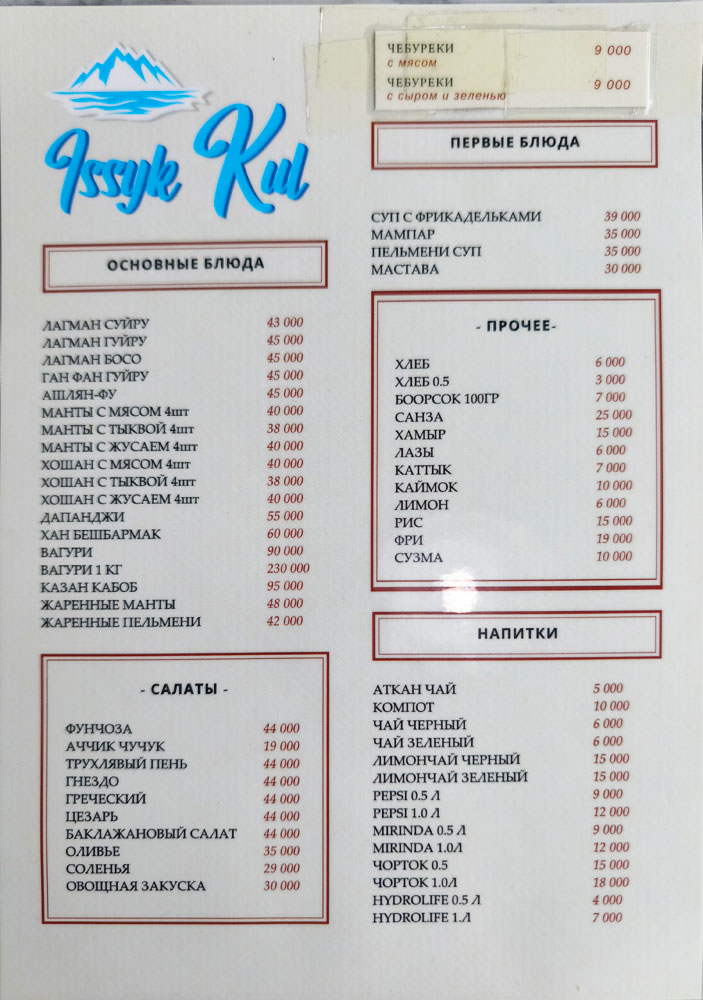 Issyk Kul
ОСНОВНЫЕ БЛЮДА
ЛАГМАН СУЙРУ 43 000
ЛАГМАН ГУЙРУ 45 000
ЛАГМАН БОСО 45 000
ГАН ФАН ГУЙРУ 45 000
АШЛЯН-ФУ 45 000
МАНТЫ С МЯСОМ 4шт 40 000
МАНТЫ С ТЫКВОЙ 4шт 38 000
МАНТЫ С ЖУСАЕМ 4шт 40 000
ХОШАН С МЯСОМ 4шт 40 000
ХОШАН С ТЫКВОЙ 4шт 38 000
ХОШАН С ЖУСАЕМ 4шт 40 000
ДАПАНДЖИ 55 000
ХАН БЕШБАРМАК 60 000
ВАГУРИ 90 000
ВАГУРИ 1 КГ 230 000
КАЗАН КАБОБ 95 000
ЖАРЕННЫЕ МАНТЫ 48 000
ЖАРЕННЫЕ ПЕЛЬМЕНИ 42 000
- САЛАТЫ -
ФУНЧОЗА 44 000
АЧЧИК ЧУЧУК 19 000
ТРУХЛЯВЫЙ ПЕНЬ 44 000
ГНЕЗДО 44 000
ГРЕЧЕСКИЙ 44 000
ЦЕЗАРЬ 44 000
БАКЛАЖАНОВЫЙ САЛАТ 44 000
ОЛИВЬЕ 35 000
СОЛЕНЬЯ 29 000
ОВОЩНАЯ ЗАКУСКА 30 000
ЧЕБУРЕКИ 9 000
с мясом
ЧЕБУРЕКИ 9 000
с сыром и зеленью
ПЕРВЫЕ БЛЮДА
СУП С ФРИКАДЕЛЬКАМИ 39 000
МАМПАР 35 000
ПЕЛЬМЕНИ СУП 35 000
МАСТАВА 30 000
- ПРОЧЕЕ-
ХЛЕБ 6 000
ХЛЕБ 0.5 3 000
БООРСОК 100ГР 7 000
САНЗА 25 000
ХАМЫР 15 000
ЛАЗЫ 6 000
КАТТЫК 7 000
КАЙМОК 10 000
ЛИМОН 6 000
РИС 15 000
ФРИ 19 000
СУЗМА 10 000
НАПИТКИ
АТКАН ЧАЙ 5 000
КОМПОТ 10 000
ЧАЙ ЧЕРНЫЙ 6 000
ЧАЙ ЗЕЛЕНЫЙ 6 000
ЛИМОНЧАЙ ЧЕРНЫЙ 15 000
ЛИМОНЧАЙ ЗЕЛЕНЫЙ 15 000
PEPSI 0.5 Л 9 000
PEPSI 1.0 Л 12 000
MIRINDA 0.5 Л 9 000
MIRINDA 1.0Л 12 000
ЧОРТОК 0.5 15 000
ЧОРТОК 1.0Л 18 000
HYDROLIFE 0.5 Л 4 000
HYDROLIFE 1.Л 7 000